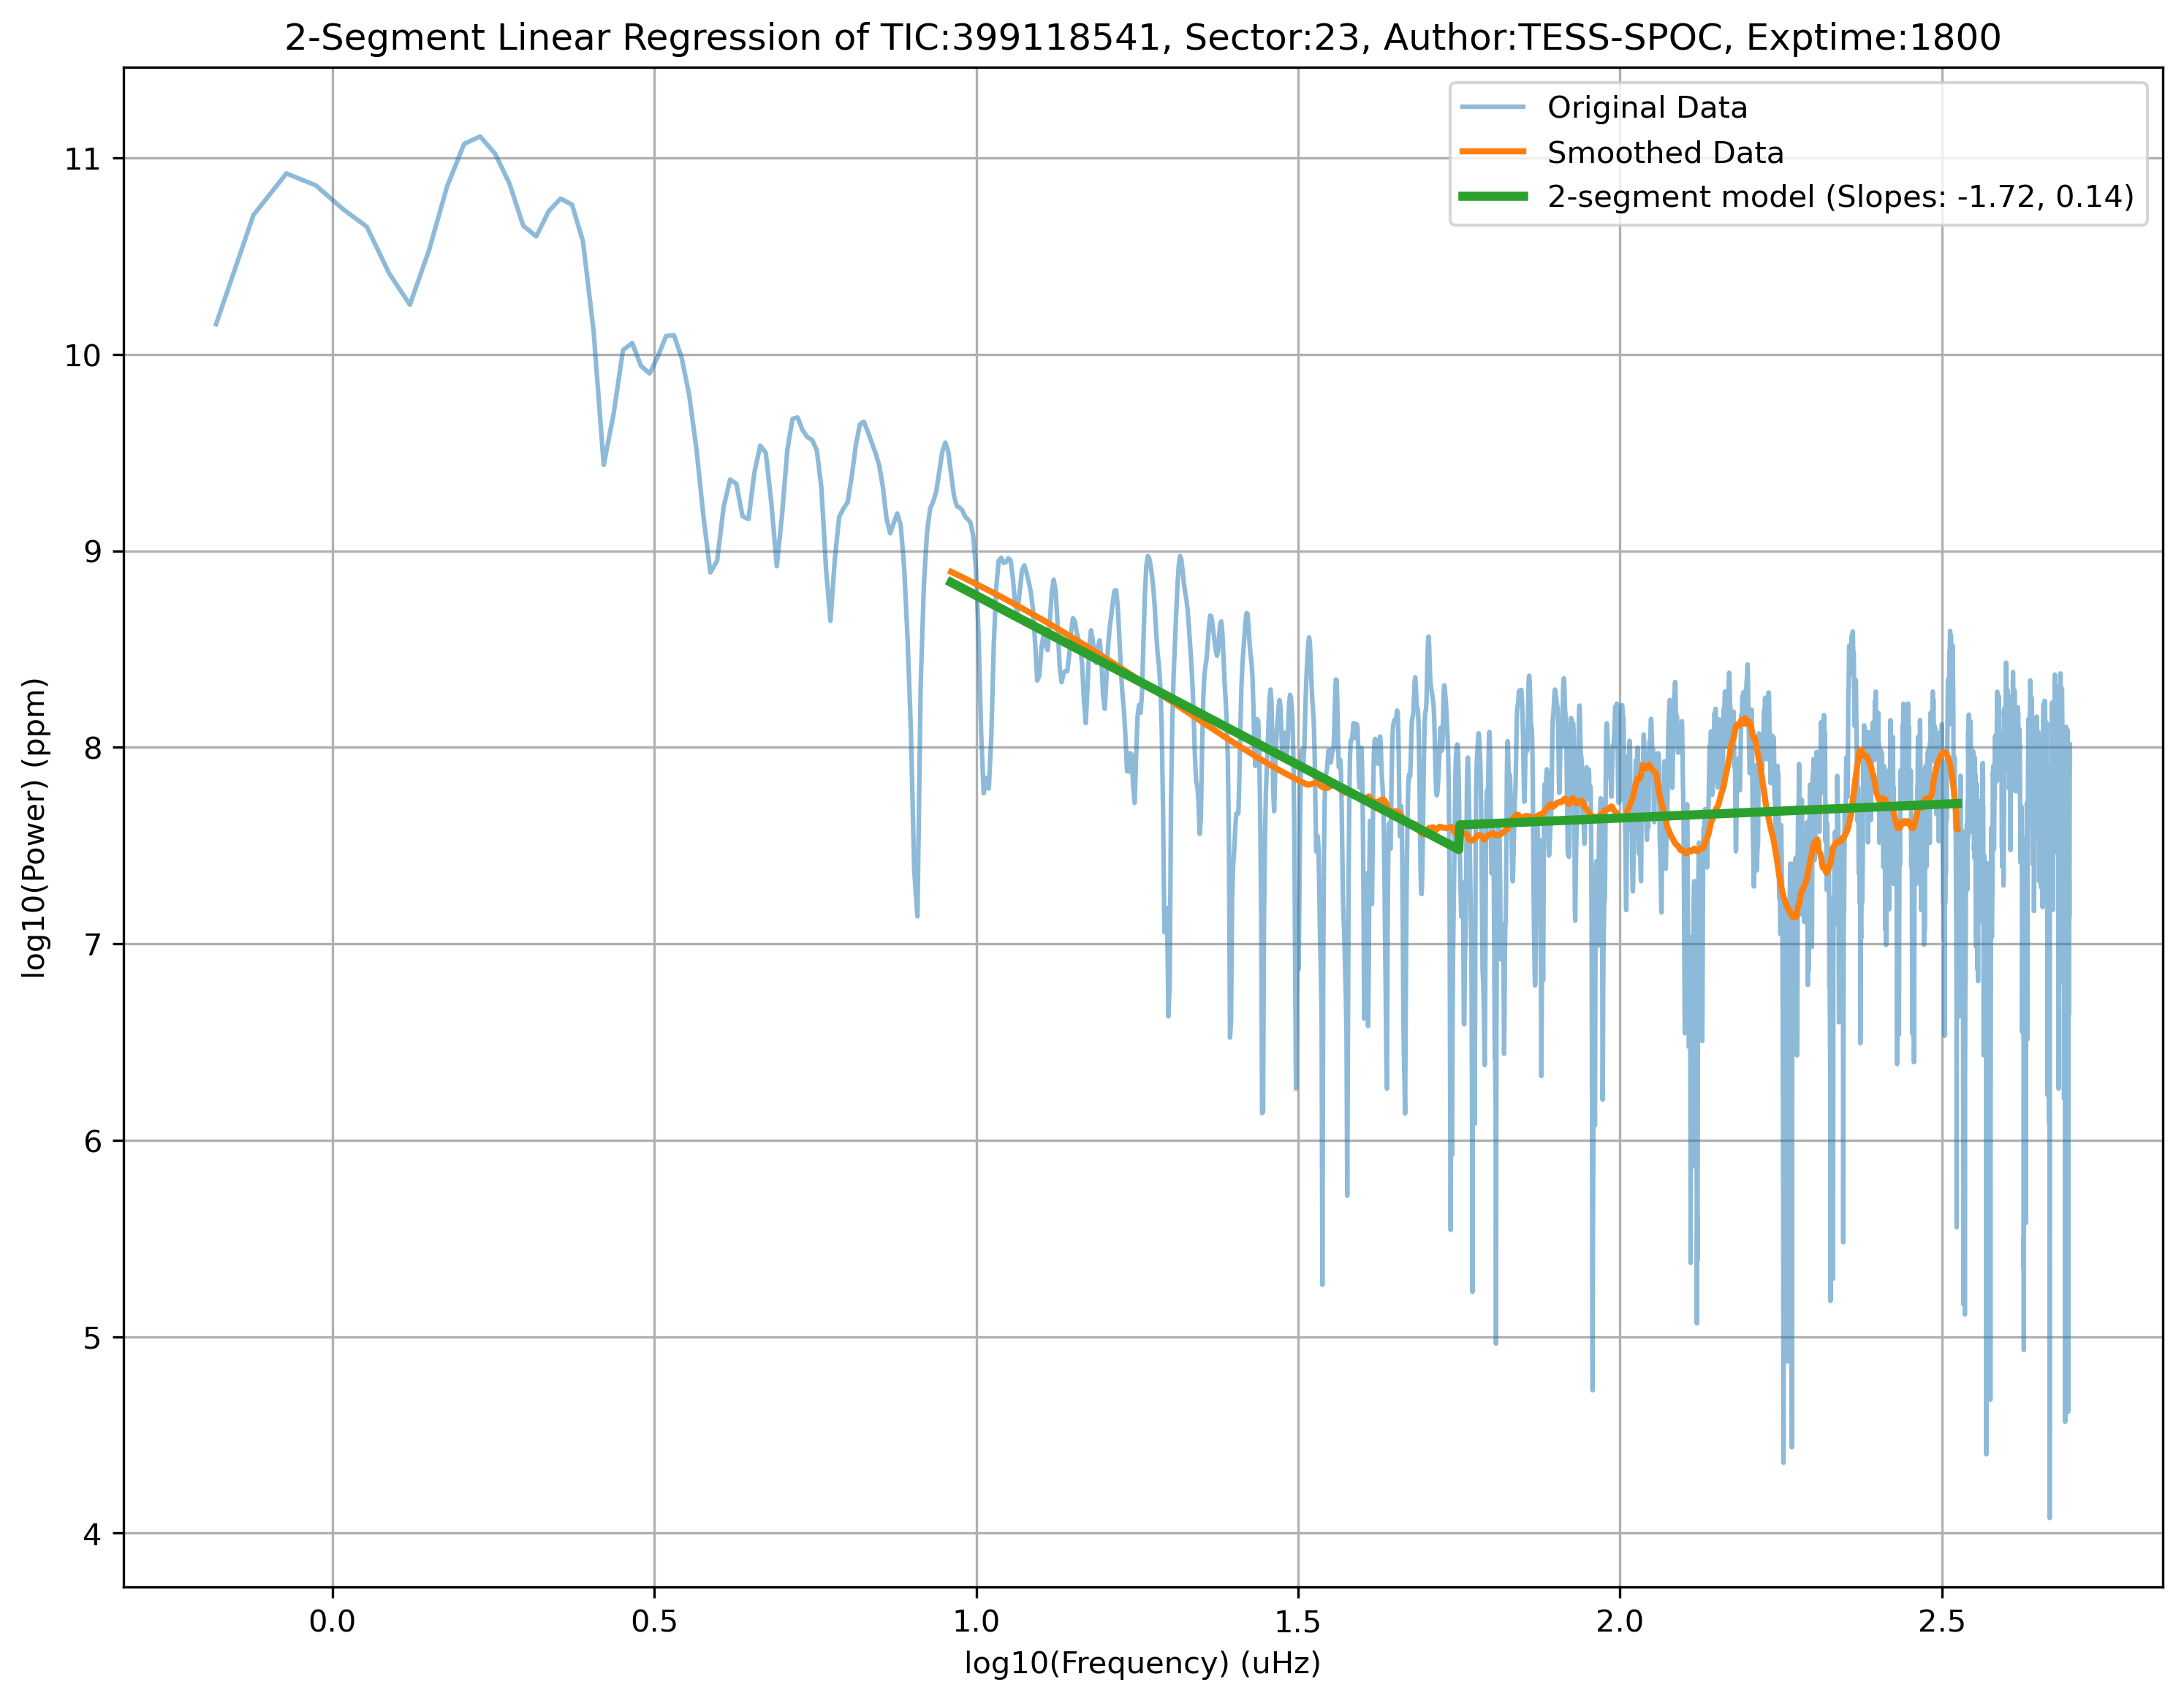 2-Segment Linear Regression of TIC:399118541, Sector:23, Author:TESS-SPOC, Exptime:1800
Original Data
Smoothed Data
2-segment model (Slopes: -1.72, 0.14)
log10(Power) (ppm)
11
10
9
8
7
6
5
4
0.0
0.5
1.0
1.5
2.0
2.5
log10(Frequency) (uHz)